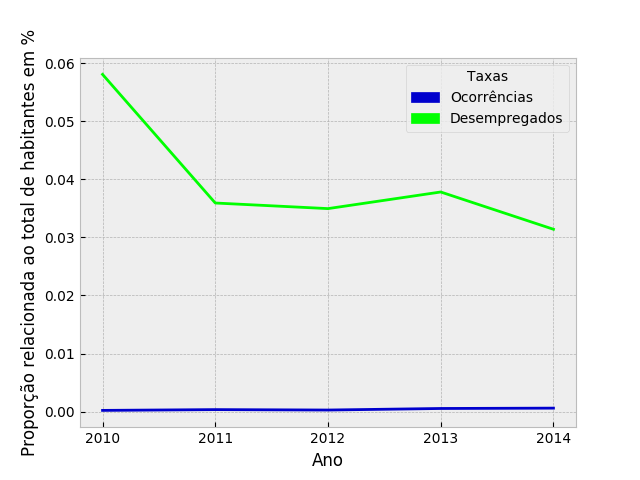 Proporção relacionada ao total de habitantes em %
0.06
0.05
0.04
0.03
0.02
0.01
0.00
Taxas
Ocorrências
Desempregados
2010 2011 2012 2013 2014
Ano